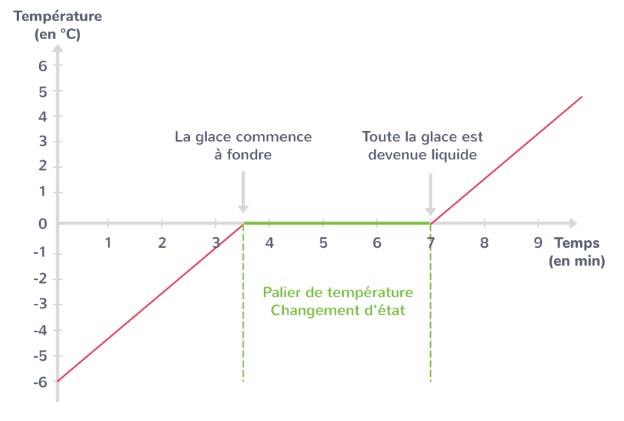 Température
(en °C)
6
5
4
3
2
1
0
-1
-2
-3
-4
-5
-6
La glace commence
à fondre
Toute la glace est
devenue liquide
1 2 3 4 5 6 7 8 9 Temps
(en min)
Palier de température
Changement d'état